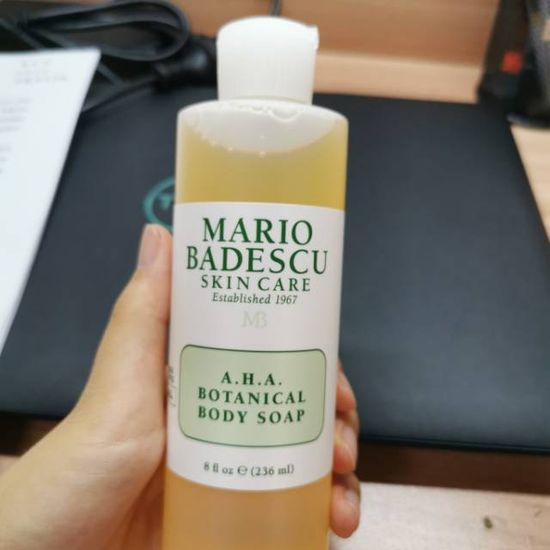 MARIO
BADESCU
SKIN CARE
Established 1967
MB
A.H.A.
BOTANICAL
BODY SOAP
8 fl oz ℮ (236 ml)